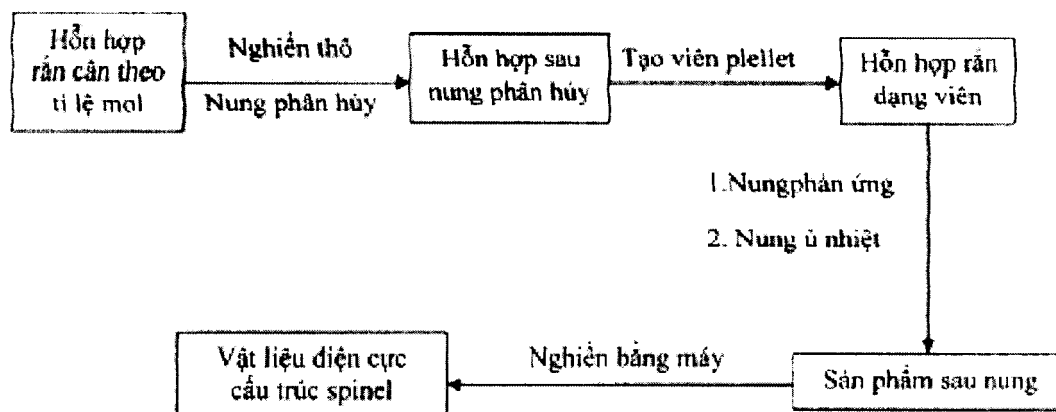 Hỗn hợp
rắn cân theo
tỉ lệ mol
Nghiền thô
Nung phân hủy
Hỗn hợp sau
nung phân hủy
Tạo viên plellet
Hỗn hợp rắn
dạng viên
1.Nungphản ứng
2. Nung ủ nhiệt
Sản phẩm sau nung
Nghiền bằng máy
Vật liệu điện cực
cấu trúc spinel